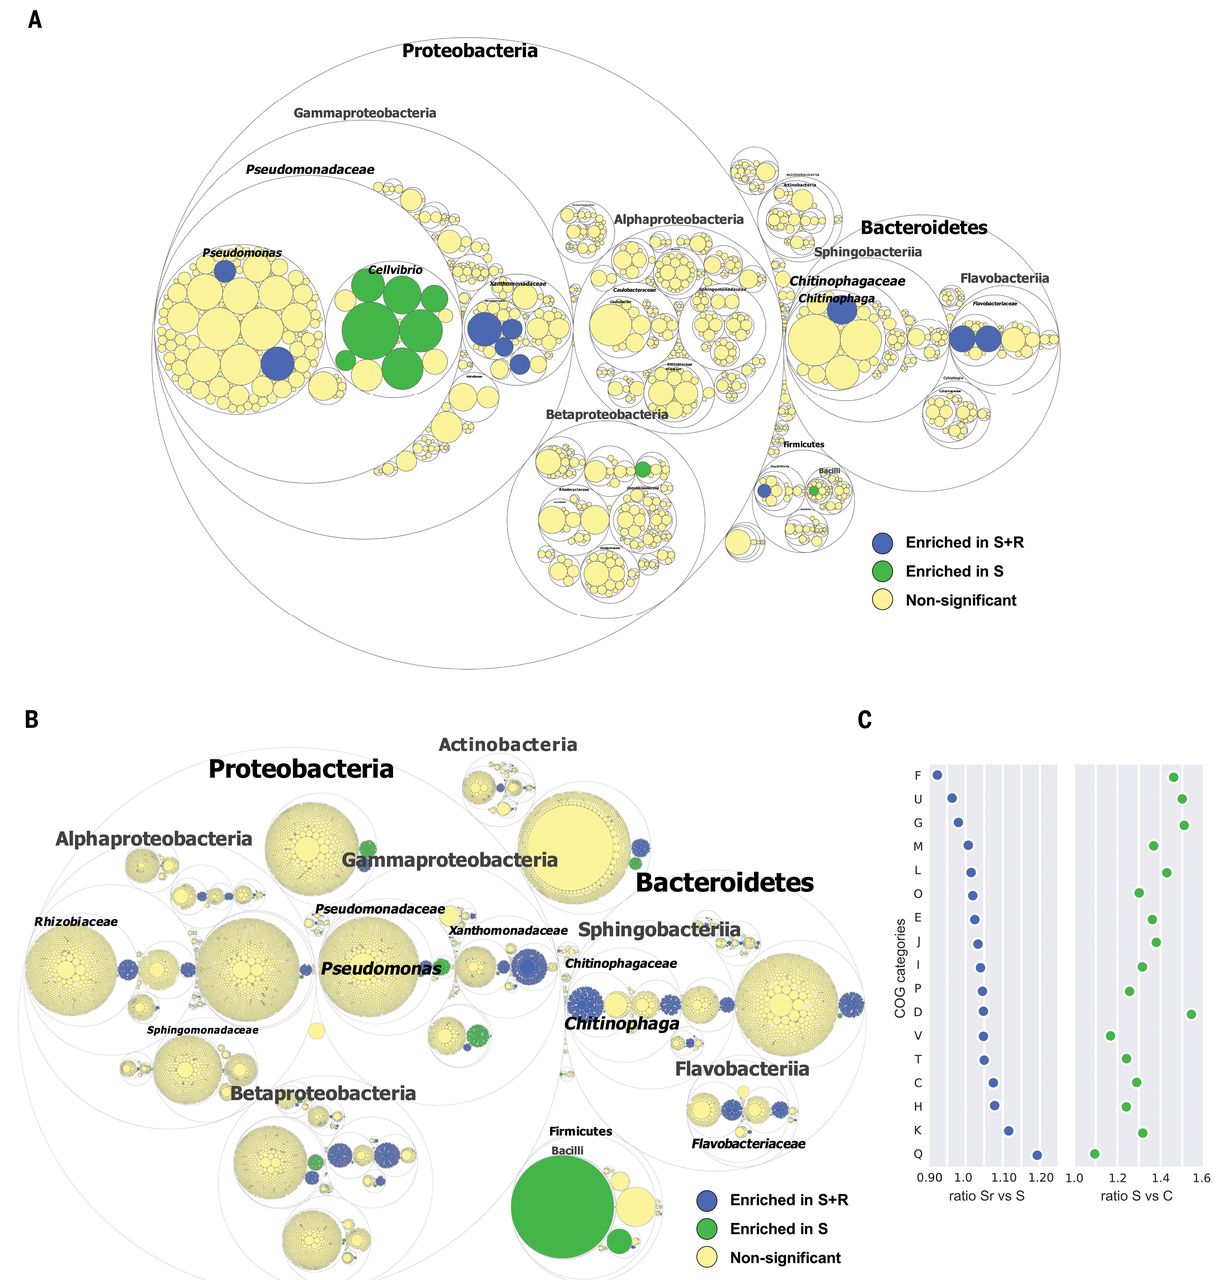 A
Proteobacteria
Gammaproteobacteria
Pseudomonadaceae
Pseudomonas
Cellvibrio
Xanthomonadaceae
Alphaproteobacteria
Caulobacteraceae
Sphingomonadaceae
Betaproteobacteria
Actinobacteria
Bacteroidetes
Sphingobacteriia
Chitinophagaceae
Chitinophaga
Flavobacteriia
Flavobacteriaceae
Firmicutes
Bacilli
Enriched in S+R
Enriched in S
Non-significant
B
Actinobacteria
Proteobacteria
Alphaproteobacteria
Gammaproteobacteria
Bacteroidetes
Rhizobiaceae
Pseudomonadaceae
Xanthomonadaceae
Sphingobacteriia
Pseudomonas
Chitinophagaceae
Chitinophaga
Sphingomonadaceae
Flavobacteriia
Betaproteobacteria
Flavobacteriaceae
Firmicutes
Bacilli
Enriched in S+R
Enriched in S
Non-significant
C
COG categories
F
U
G
M
L
O
E
J
I
P
D
V
T
C
H
K
Q
0.90 1.0 1.10 1.20
ratio Sr vs S
1.0 1.2 1.4 1.6
ratio S vs C